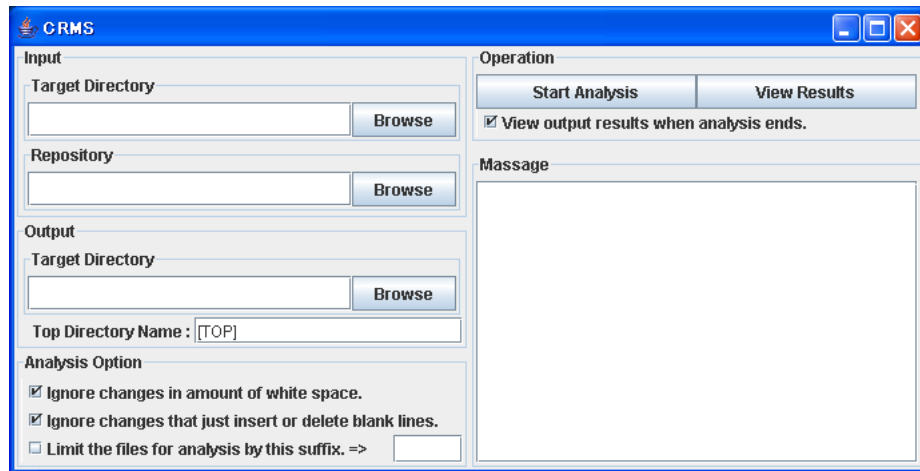 CRMS
Input
Target Directory
Browse
Repository
Browse
Output
Target Directory
Browse
Top Directory Name : [TOP]
Analysis Option
Ignore changes in amount of white space.
Ignore changes that just insert or delete blank lines.
Limit the files for analysis by this suffix. =>
Operation
Start Analysis
View Results
View output results when analysis ends.
Massage